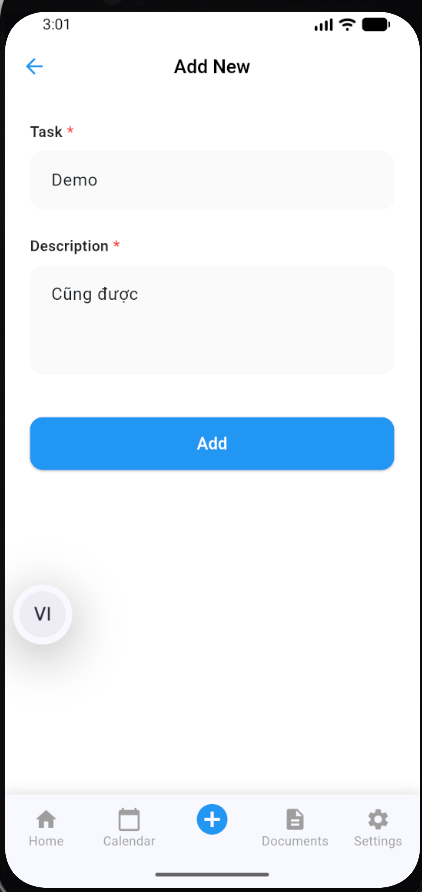 3:01
Add New
Task *
Demo
Description *
Cũng được
Add
VI
Home Calendar Documents Settings